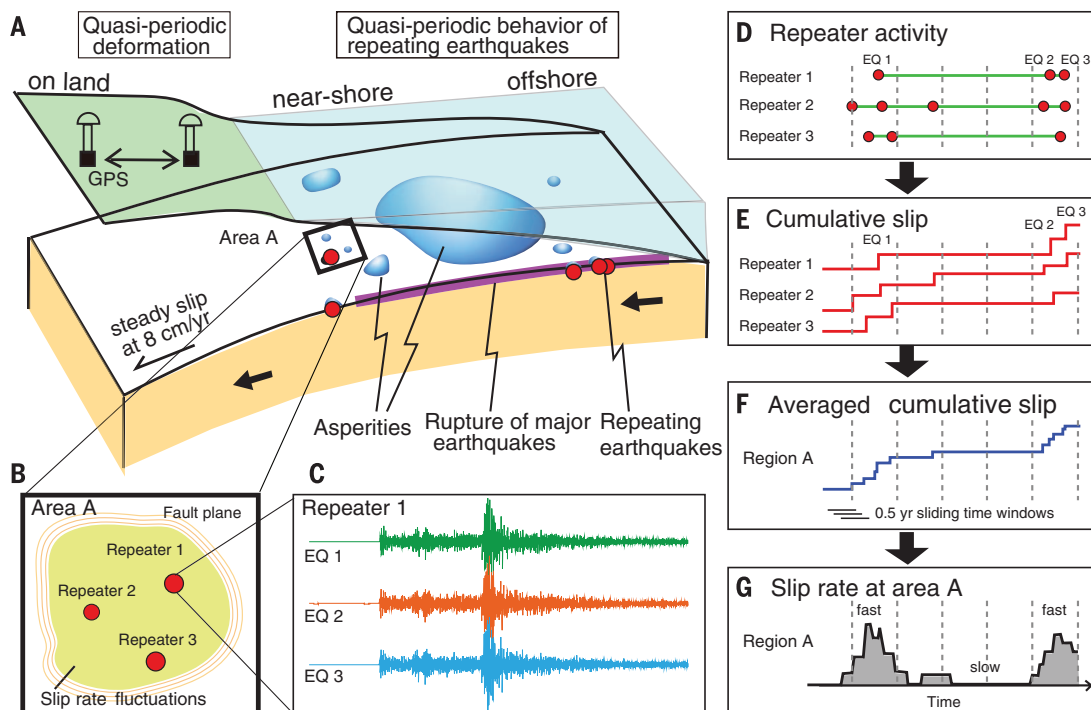 A
Quasi-periodic
deformation
Quasi-periodic behavior of
repeating earthquakes
on land
near-shore
offshore
GPS
Area A
steady slip
at 8 cm/yr
Asperities
Rupture of major
earthquakes
Repeating
earthquakes
B
Area A
Fault plane
Repeater 1
Repeater 2
Repeater 3
Slip rate fluctuations
C
Repeater 1
EQ 1
EQ 2
EQ 3
D Repeater activity
EQ 1
EQ 2
EQ 3
Repeater 1
Repeater 2
Repeater 3
E Cumulative slip
EQ 3
EQ 1
EQ 2
Repeater 1
Repeater 2
Repeater 3
F Averaged cumulative slip
Region A
0.5 yr sliding time windows
G Slip rate at area A
fast
fast
Region A
slow
Time